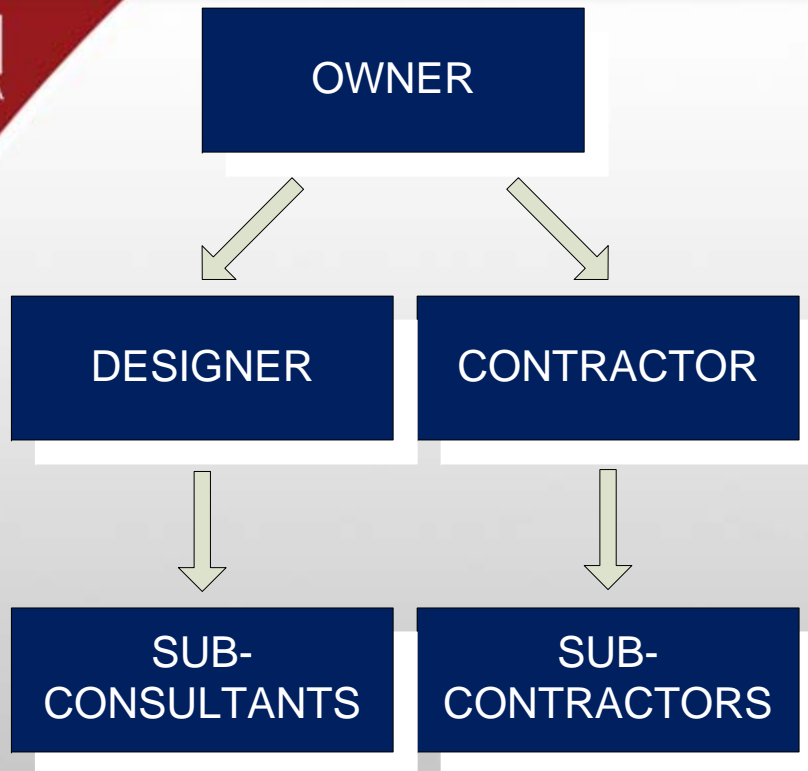 OWNER
DESIGNER
CONTRACTOR
SUB-
CONSULTANTS
SUB-
CONTRACTORS